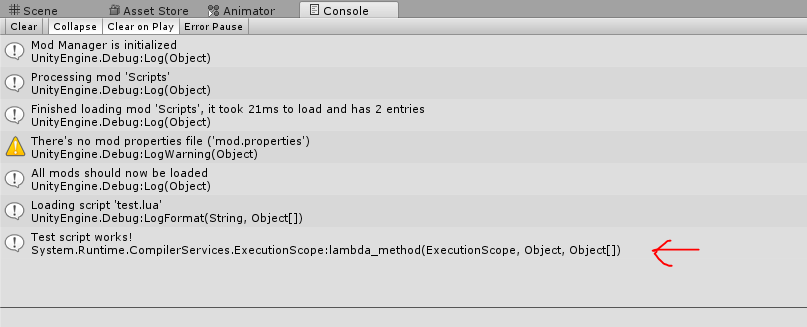 Scene Asset Store Animator Console
Clear Collapse Clear on Play Error Pause
Mod Manager is initialized
UnityEngine.Debug:Log(Object)
Processing mod 'Scripts'
UnityEngine.Debug:Log(Object)
Finished loading mod 'Scripts', it took 21ms to load and has 2 entries
UnityEngine.Debug:Log(Object)
There's no mod properties file ('mod.properties')
UnityEngine.Debug:LogWarning(Object)
All mods should now be loaded
UnityEngine.Debug:Log(Object)
Loading script 'test.lua'
UnityEngine.Debug:LogFormat(String, Object[])
Test script works!
System.Runtime.CompilerServices.ExecutionScope:lambda_method(ExecutionScope, Object, Object[])